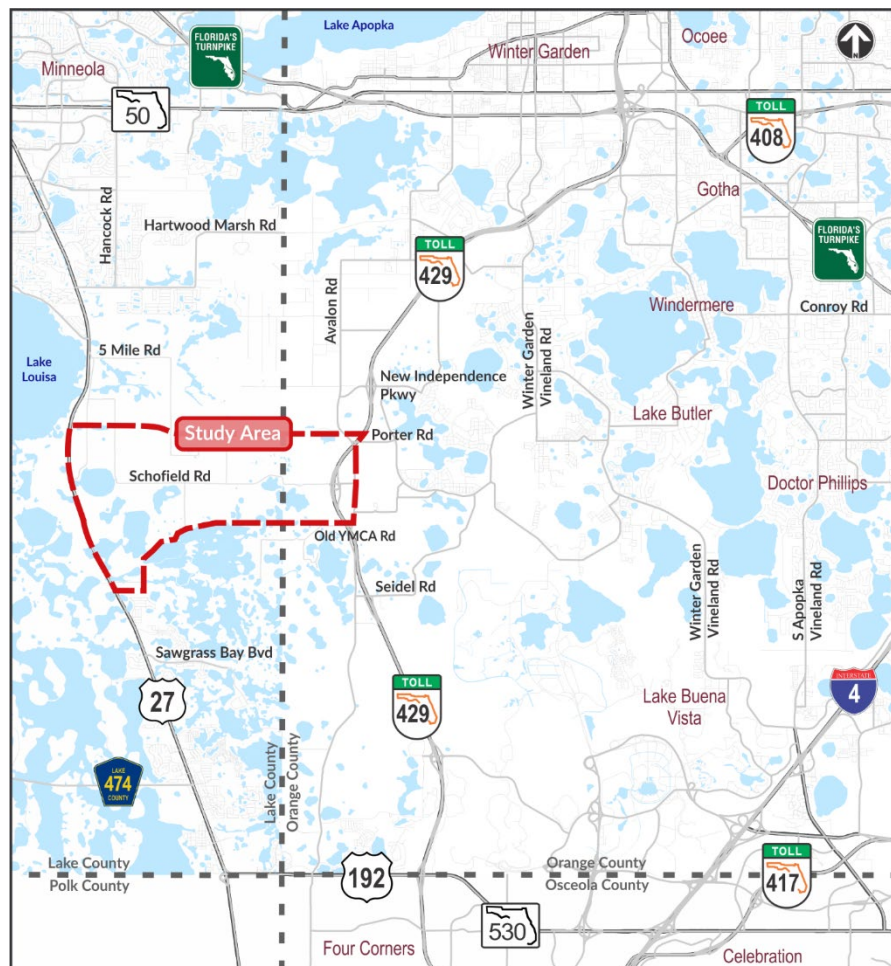 Lake Apopka
Ocoee
N
FLORIDA'S
TURNPIKE
Winter Garden
Minneola
50
TOLL
408
Hancock Rd
Gotha
Hartwood Marsh Rd
FLORIDA'S
TURNPIKE
TOLL
429
Avalon Rd
Windermere
Conroy Rd
5 Mile Rd
Lake
Louisa
New Independence
Pkwy
Winter Garden
Vineland Rd
Lake Butler
Study Area
Porter Rd
Schofield Rd
Doctor Phillips
Old YMCA Rd
Seidel Rd
Winter Garden
Vineland Rd
S Apopka
Vineland Rd
Sawgrass Bay Bvd
27
TOLL
429
Lake Buena
Vista
INTERSTATE
4
LAKE
474
COUNTY
Lake County
Orange County
Lake County
Polk County
192
Orange County
Osceola County
TOLL
417
530
Four Corners
Celebration